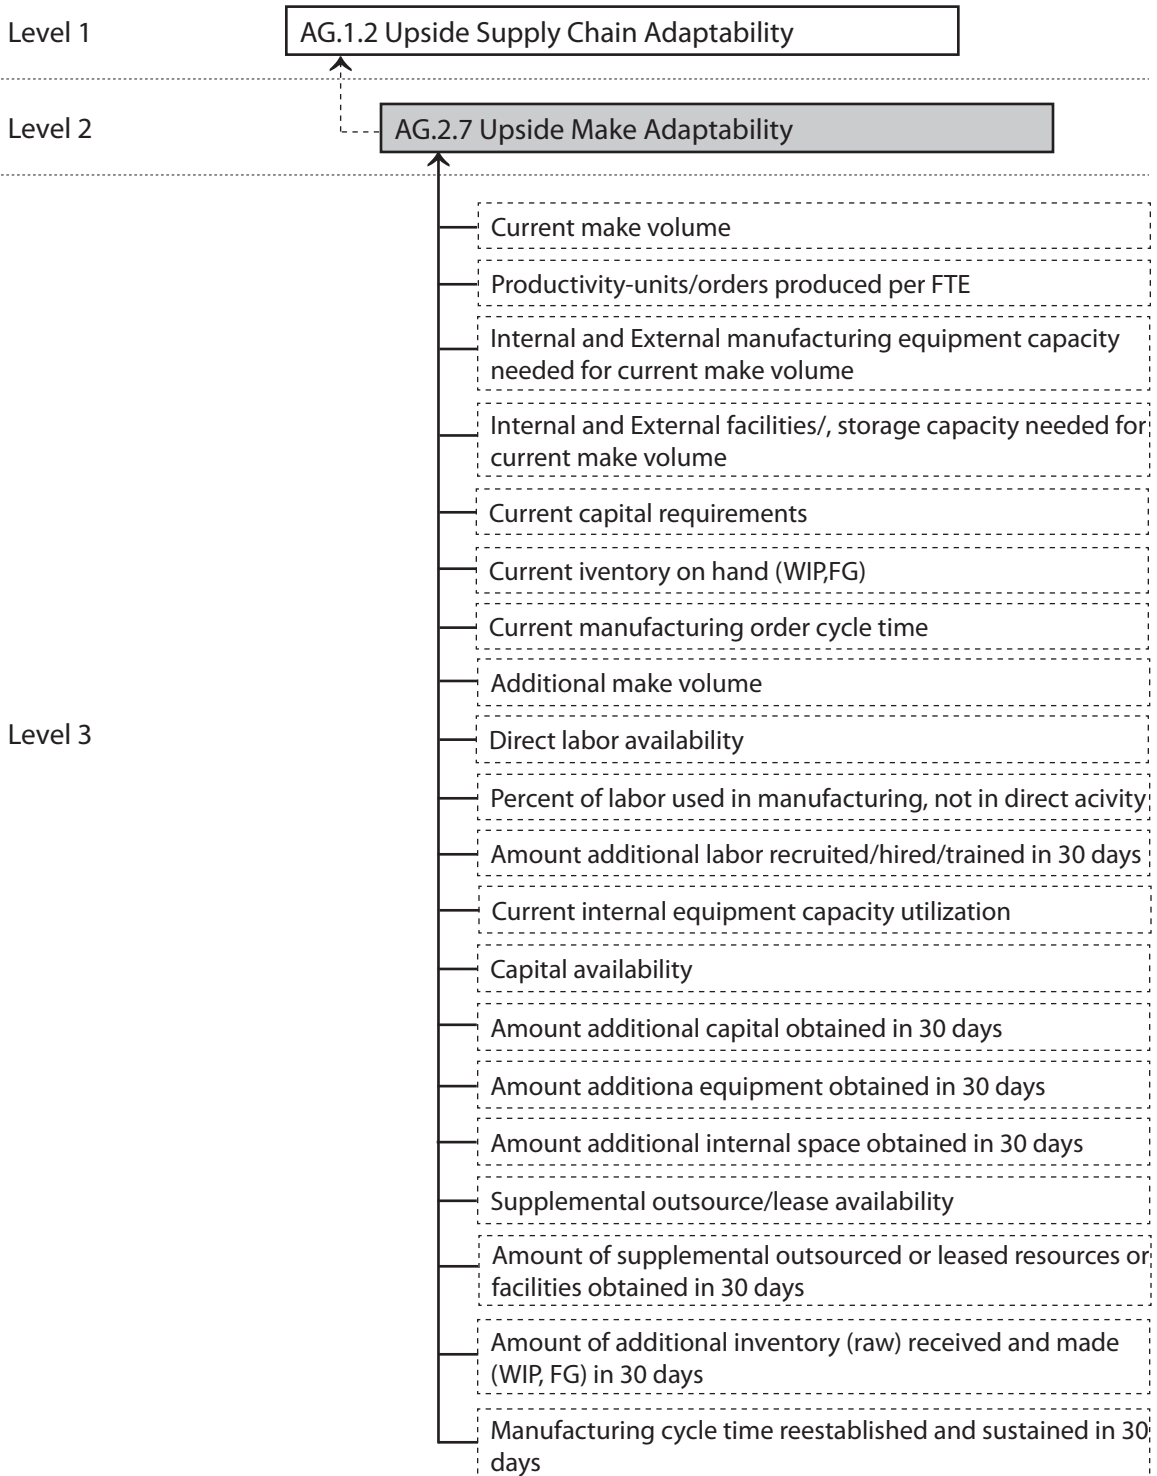 Level 1
AG.1.2 Upside Supply Chain Adaptability
Level 2
AG.2.7 Upside Make Adaptability
Current make volume
Productivity-units/orders produced per FTE
Internal and External manufacturing equipment capacity
needed for current make volume
Internal and External facilities/, storage capacity needed for
current make volume
Current capital requirements
Current iventory on hand (WIP,FG)
Current manufacturing order cycle time
Additional make volume
Level 3
Direct labor availability
Percent of labor used in manufacturing, not in direct acivity
Amount additional labor recruited/hired/trained in 30 days
Current internal equipment capacity utilization
Capital availability
Amount additional capital obtained in 30 days
Amount additiona equipment obtained in 30 days
Amount additional internal space obtained in 30 days
Supplemental outsource/lease availability
Amount of supplemental outsourced or leased resources or
facilities obtained in 30 days
Amount of additional inventory (raw) received and made
(WIP, FG) in 30 days
Manufacturing cycle time reestablished and sustained in 30
days